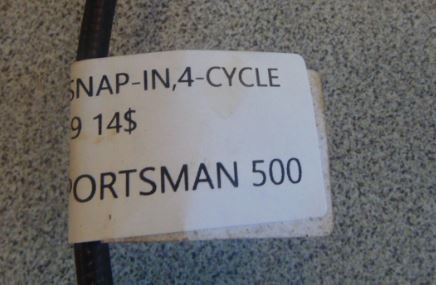 SNAP-IN,4-CYCLE
9 14$
PORTSMAN 500